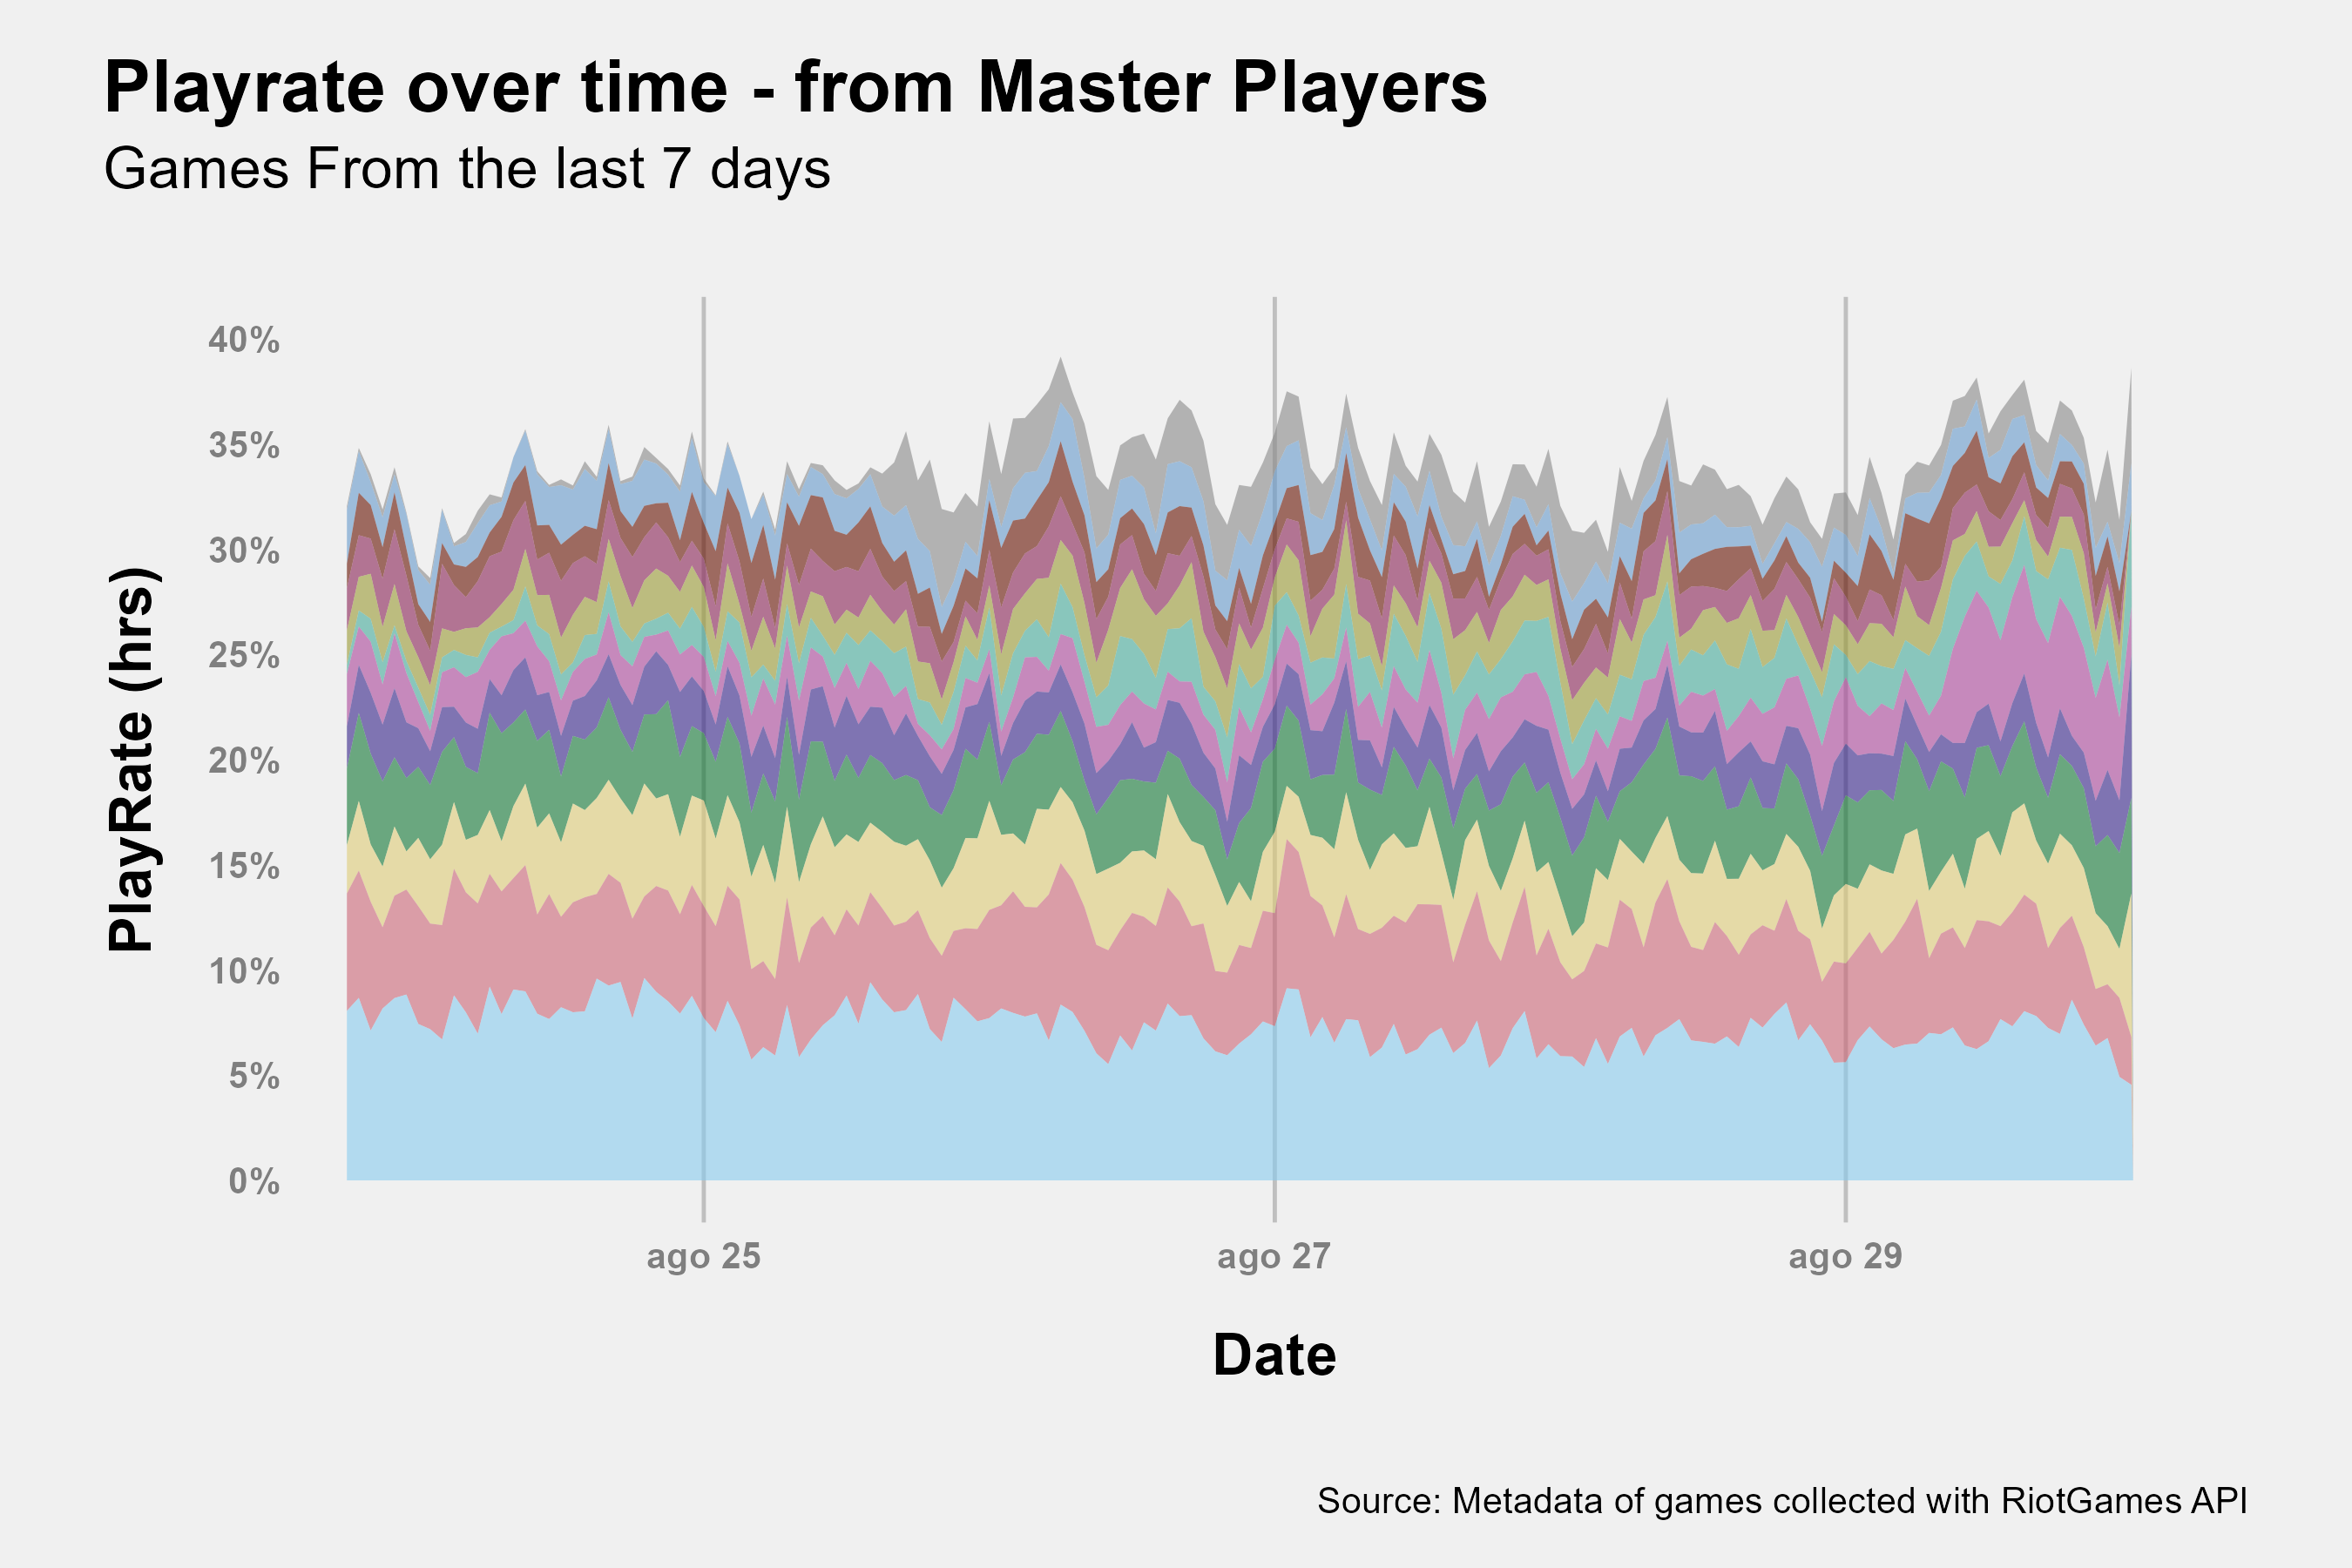 Playrate over time - from Master Players
Games From the last 7 days
PlayRate (hrs)
40%
35%
30%
25%
20%
15%
10%
5%
0%
ago 25
ago 27
ago 29
Date
Source: Metadata of games collected with RiotGames API